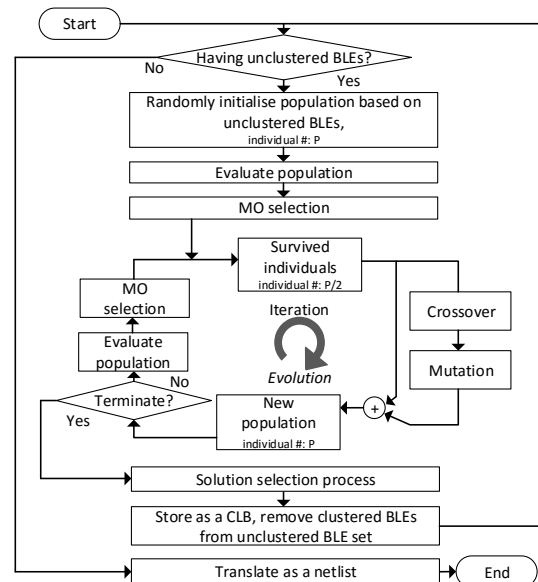 Start
Having unclustered BLEs?
No
Yes
Randomly initialise population based on
unclustered BLEs,
individual #: P
Evaluate population
MO selection
Survived
individuals
individual #: P/2
MO
selection
Iteration
Crossover
Evaluate
population
Evolution
Mutation
No
Terminate?
Yes
New
population
individual #: P
+
Solution selection process
Store as a CLB, remove clustered BLEs
from unclustered BLE set
Translate as a netlist
End